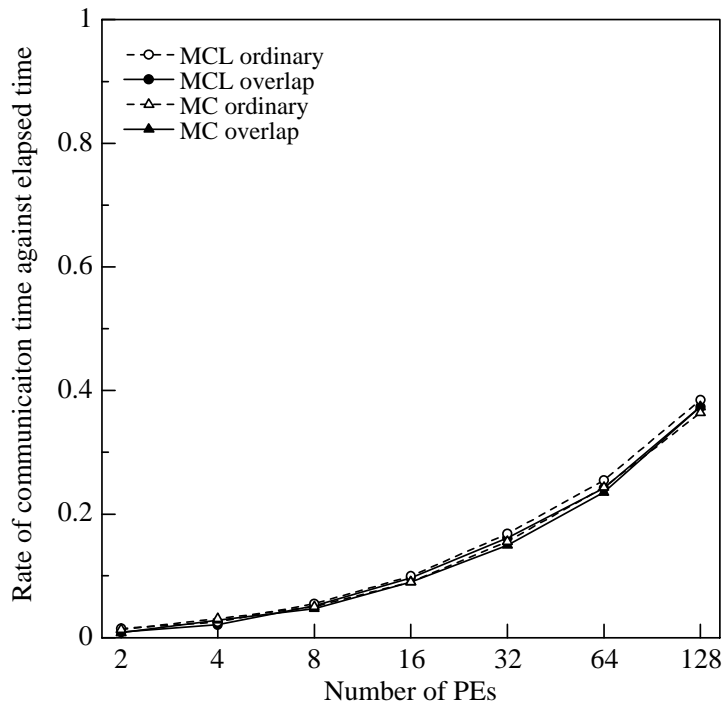 1
MCL ordinary
MCL overlap
MC ordinary
MC overlap
0.8
0.6
0.4
0.2
0
Rate of communicaiton time against elapsed time
2 4 8 16 32 64 128
Number of PEs